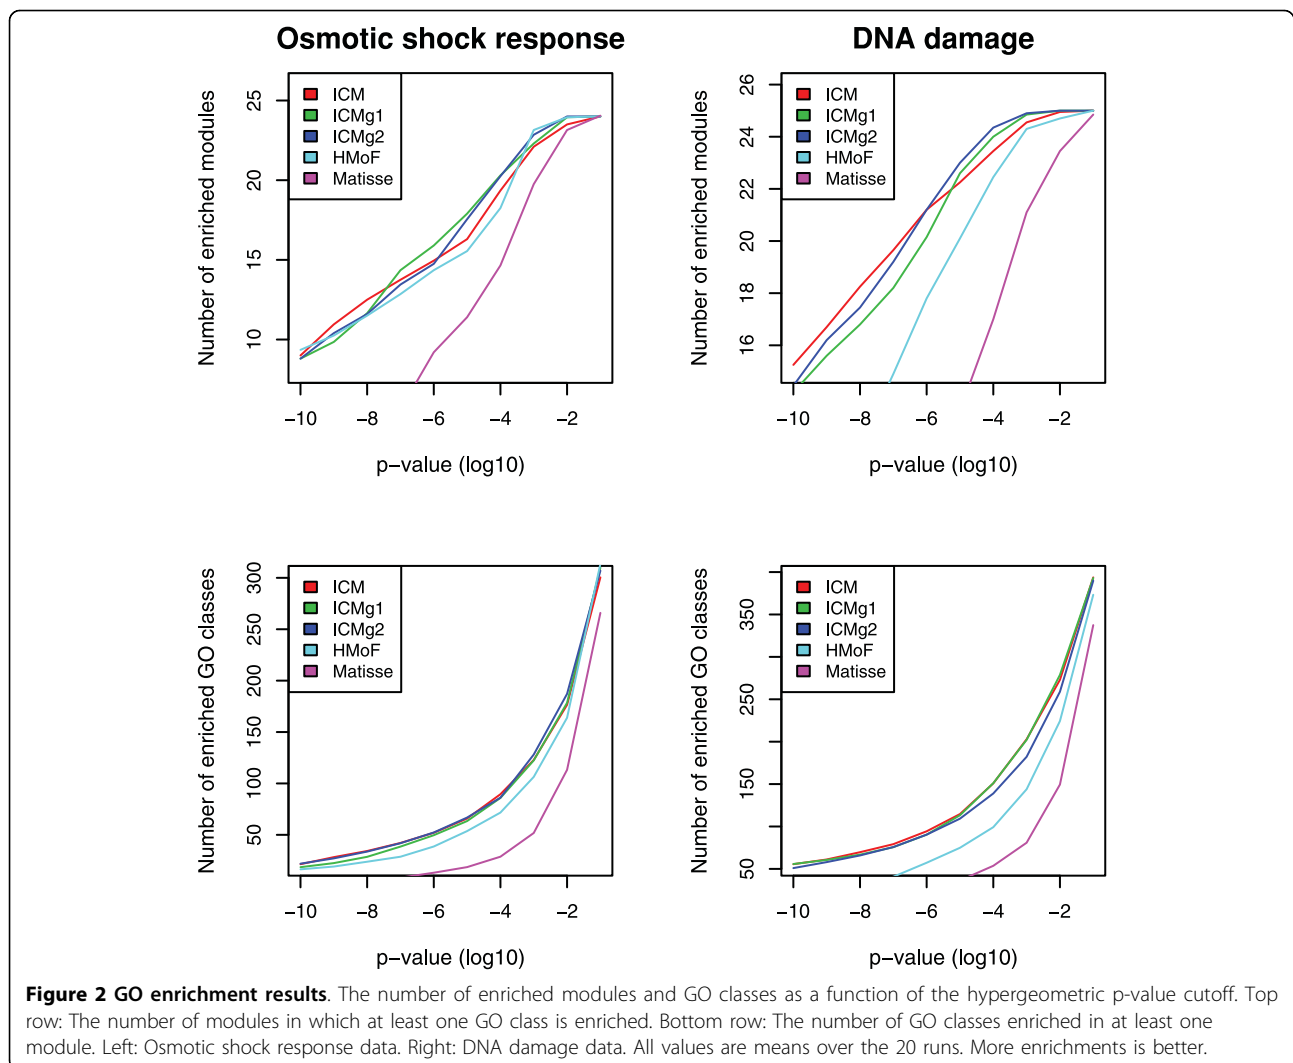 Osmotic shock response
DNA damage
Number of enriched modules
25
20
15
10
ICM
ICMg1
ICMg2
HMoF
Matisse
−10
−8
−6
−4
−2
p−value (log10)
Number of enriched modules
26
24
22
20
18
16
ICM
ICMg1
ICMg2
HMoF
Matisse
−10
−8
−6
−4
−2
p−value (log10)
Number of enriched GO classes
300
250
200
150
100
50
ICM
ICMg1
ICMg2
HMoF
Matisse
−10
−8
−6
−4
−2
p−value (log10)
Number of enriched GO classes
350
250
150
50
ICM
ICMg1
ICMg2
HMoF
Matisse
−10
−8
−6
−4
−2
p−value (log10)
Figure 2 GO enrichment results. The number of enriched modules and GO classes as a function of the hypergeometric p-value cutoff. Top
row: The number of modules in which at least one GO class is enriched. Bottom row: The number of GO classes enriched in at least one
module. Left: Osmotic shock response data. Right: DNA damage data. All values are means over the 20 runs. More enrichments is better.